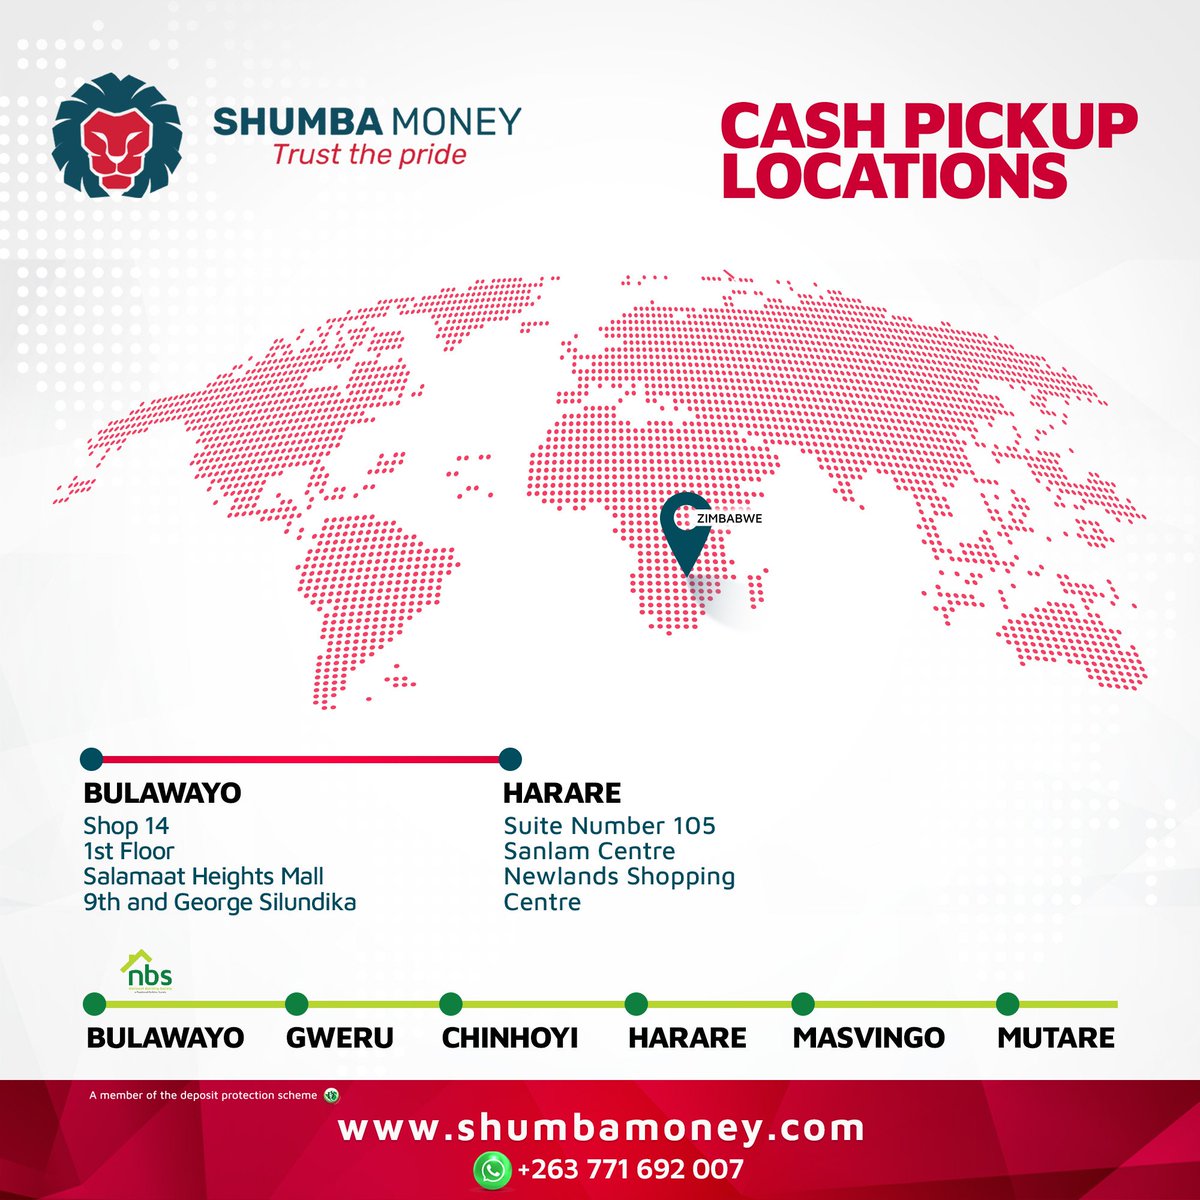 SHUMBA MONEY
Trust the pride
CASH PICKUP
LOCATIONS
ZIMBABWE
BULAWAYO
Shop 14
1st Floor
Salamaat Heights Mall
9th and George Silundika
HARARE
Suite Number 105
Sanlam Centre
Newlands Shopping
Centre
nbs
BULAWAYO
GWERU
CHINHOYI
HARARE
MASVINGO
MUTARE
A member of the deposit protection scheme
www.shumbamoney.com
+263 771 692 007